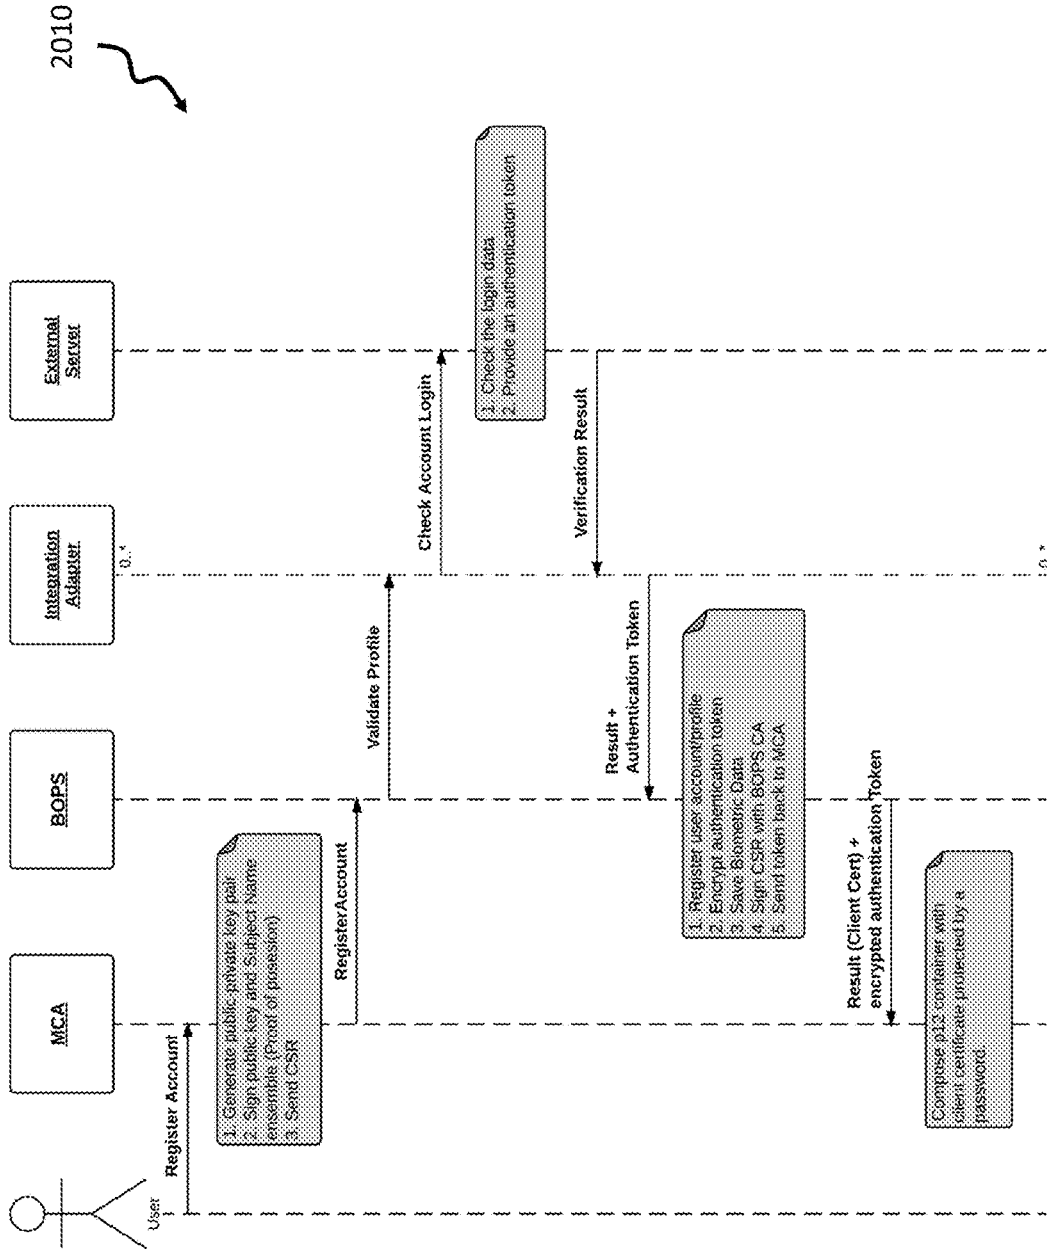 2010
User
MCA
BOPS
Integration
Adapter
External
Server
0..*
Register Account
1. Generate public-private key pair
2. Sign public key and Subject Name
ensemble (Proof of posesion)
3. Send CSR
RegisterAccount
Validate Profile
Check Account Login
1. Check the login data
2. Provide an authentication token
Verification Result
Result +
Authentication Token
1. Register user account/profile
2. Encrypt authentication token
3. Save Biometric Data
4. Sign CSR with BOPS CA
5. Send token back to MCA
Result (Client Cert) +
encrypted authentication Token
Compose p12 container with
client certificate protected by a
password.
0..*